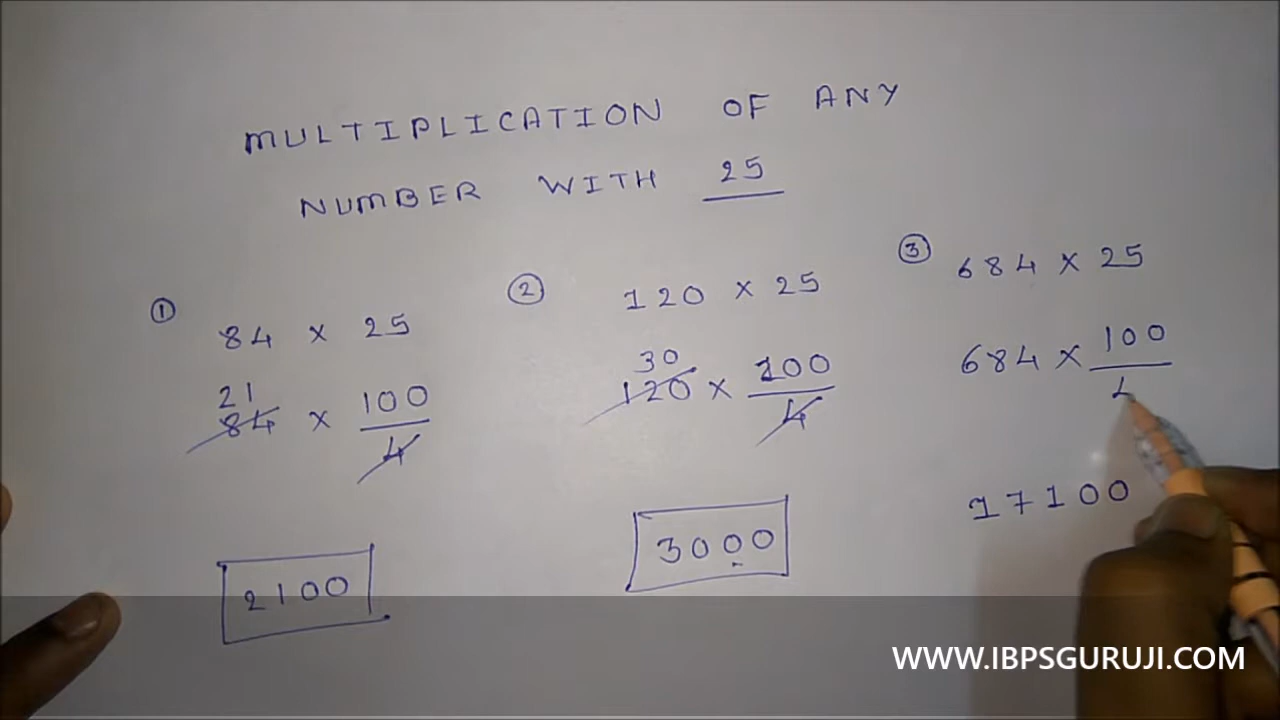 MULTIPLICATION OF ANY
NUMBER WITH 25
① 84 × 25
21
84 × 100
4
2100
② 120 × 25
30
120 × 100
4
3000
③ 684 × 25
684 × 100
4
17100
WWW.IBPSGURUJI.COM